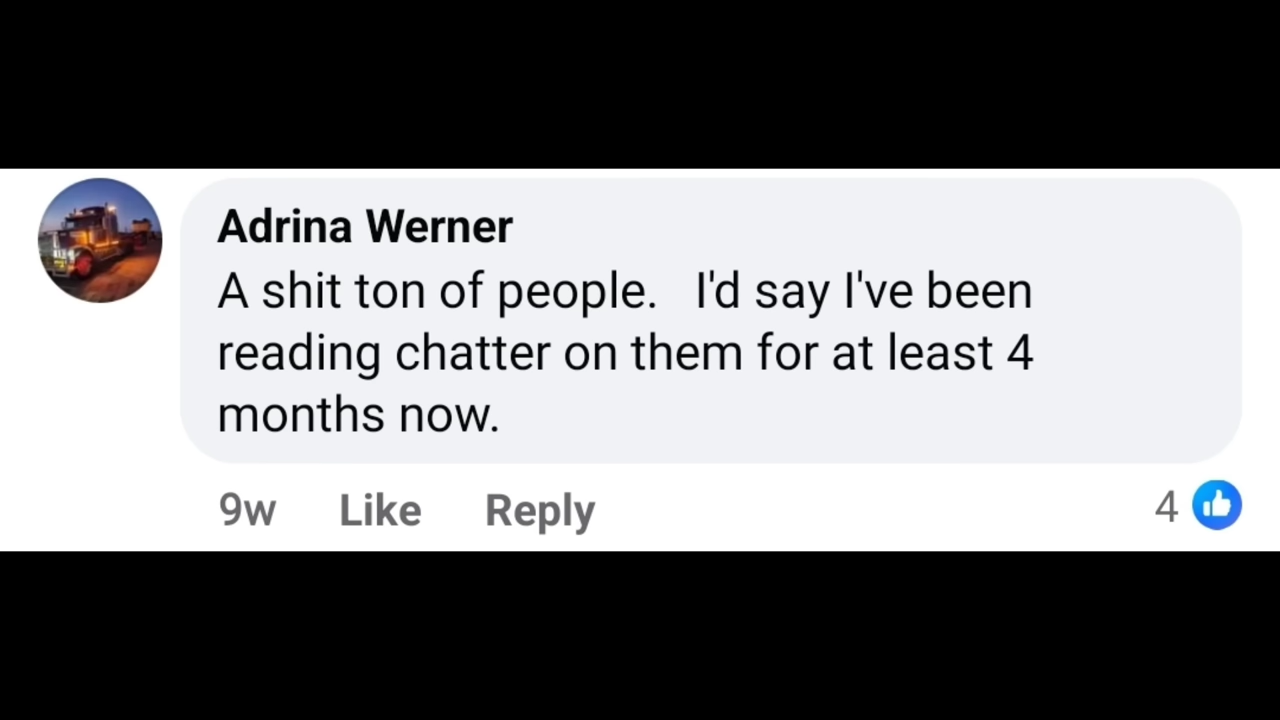 Adrina Werner
A shit ton of people.   I'd say I've been
reading chatter on them for at least 4
months now.
9w Like Reply 4